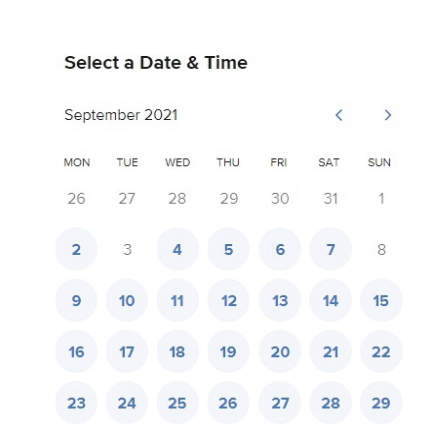 Select a Date & Time
September 2021
MON TUE WED THU FRI SAT SUN
26 27 28 29 30 31 1
2 3 4 5 6 7 8
9 10 11 12 13 14 15
16 17 18 19 20 21 22
23 24 25 26 27 28 29